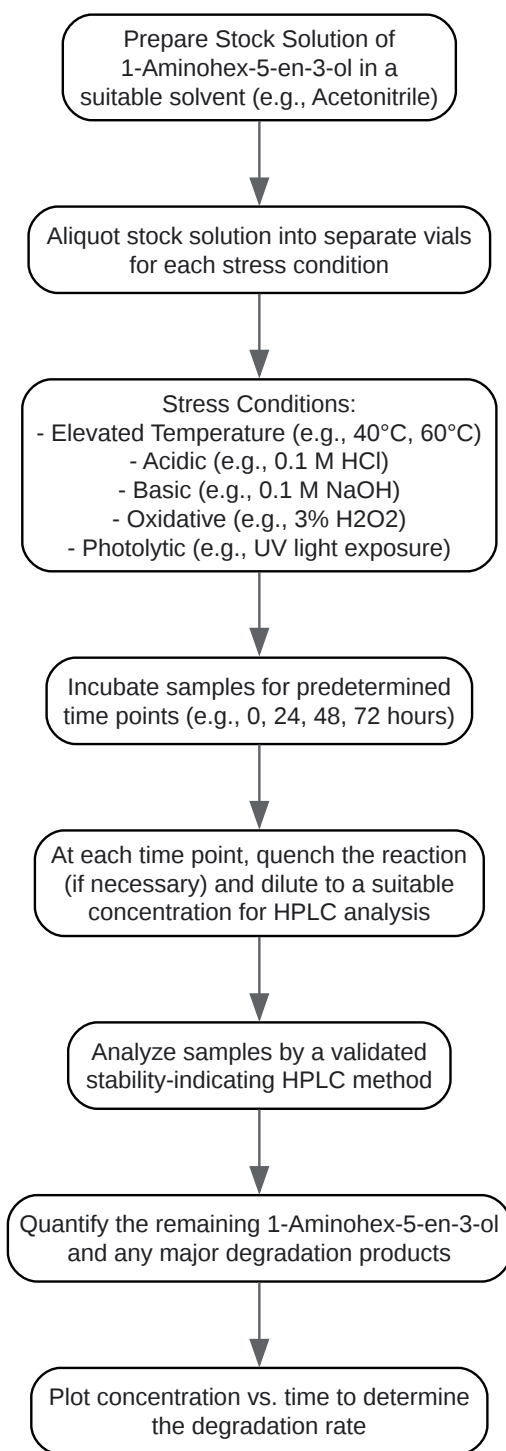 Prepare Stock Solution of
1-Aminohex-5-en-3-ol in a
suitable solvent (e.g., Acetonitrile)
Aliquot stock solution into separate vials
for each stress condition
Stress Conditions:
- Elevated Temperature (e.g., 40°C, 60°C)
- Acidic (e.g., 0.1 M HCl)
- Basic (e.g., 0.1 M NaOH)
- Oxidative (e.g., 3% H2O2)
- Photolytic (e.g., UV light exposure)
Incubate samples for predetermined
time points (e.g., 0, 24, 48, 72 hours)
At each time point, quench the reaction
(if necessary) and dilute to a suitable
concentration for HPLC analysis
Analyze samples by a validated
stability-indicating HPLC method
Quantify the remaining 1-Aminohex-5-en-3-ol
and any major degradation products
Plot concentration vs. time to determine
the degradation rate